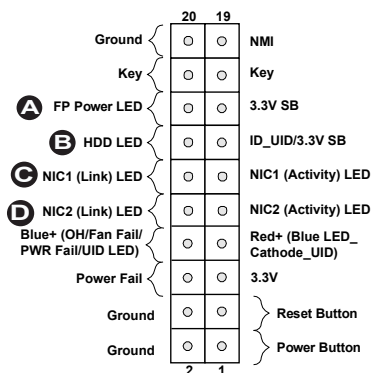 20 19
Ground NMI
Key Key
A FP Power LED 3.3V SB
B HDD LED ID_UID/3.3V SB
C NIC1 (Link) LED NIC1 (Activity) LED
D NIC2 (Link) LED NIC2 (Activity) LED
Blue+ (OH/Fan Fail/ Red+ (Blue LED_
PWR Fail/UID LED) Cathode_UID)
Power Fail 3.3V
Ground Reset Button
Ground Power Button
2 1